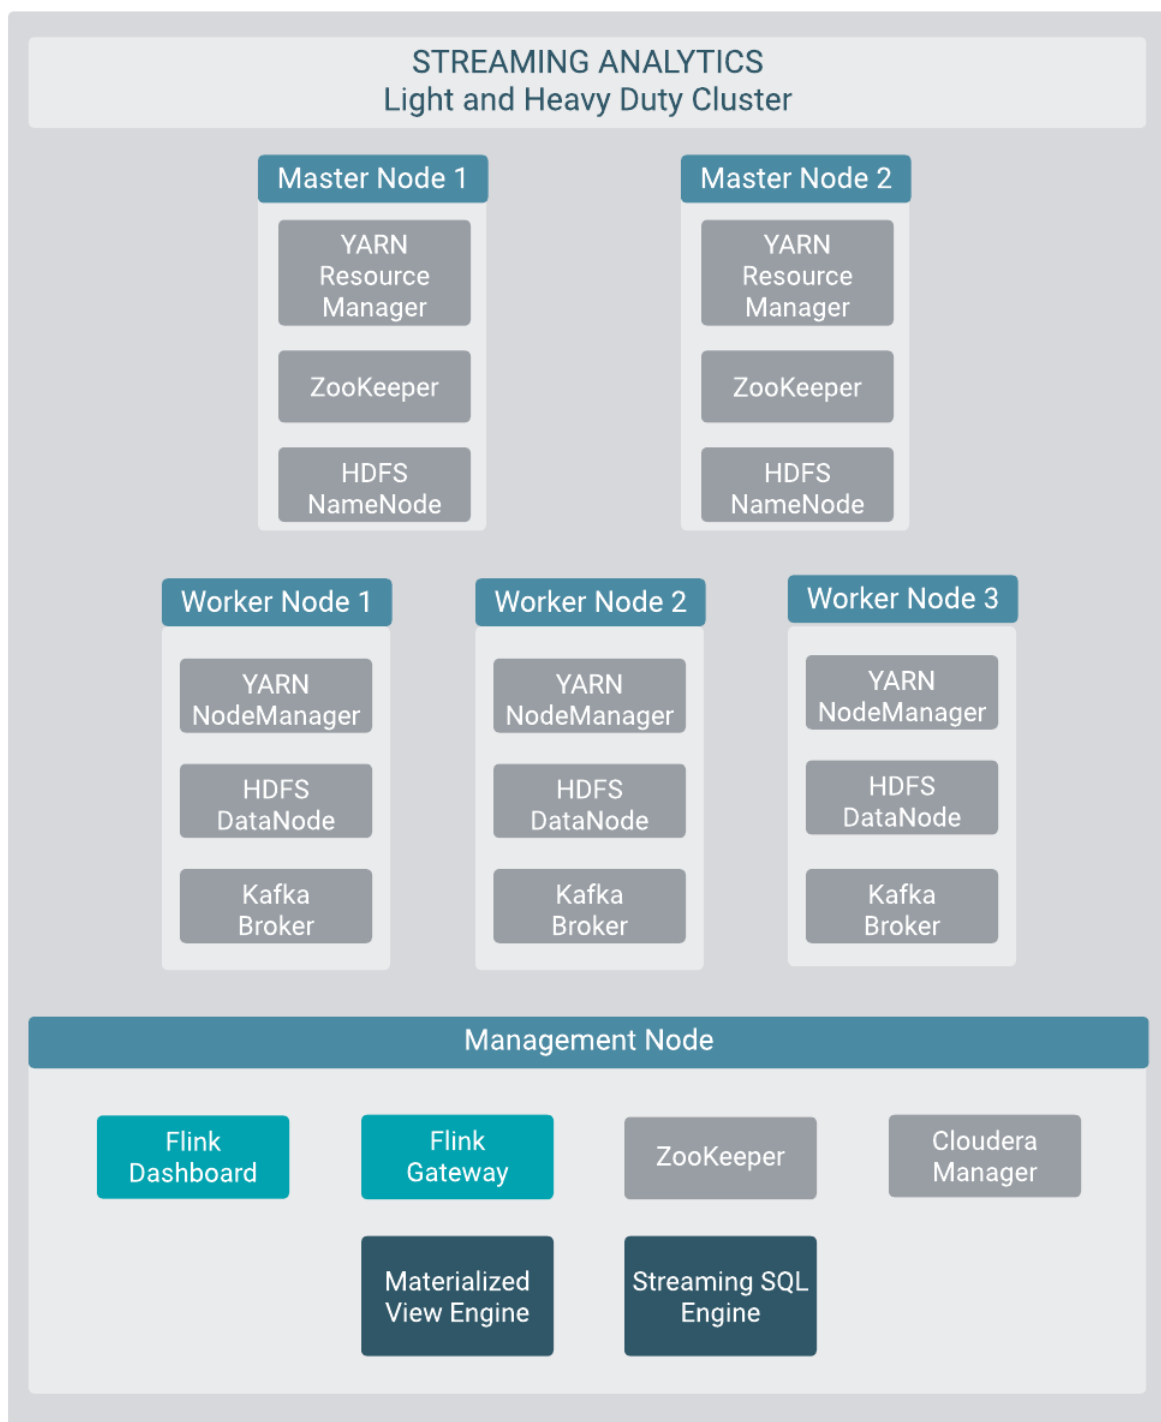 STREAMING ANALYTICS
Light and Heavy Duty Cluster
Master Node 1
YARN
Resource
Manager
ZooKeeper
HDFS
NameNode
Master Node 2
YARN
Resource
Manager
ZooKeeper
HDFS
NameNode
Worker Node 1
YARN
NodeManager
HDFS
DataNode
Kafka
Broker
Worker Node 2
YARN
NodeManager
HDFS
DataNode
Kafka
Broker
Worker Node 3
YARN
NodeManager
HDFS
DataNode
Kafka
Broker
Management Node
Flink
Dashboard
Flink
Gateway
ZooKeeper
Cloudera
Manager
Materialized
View Engine
Streaming SQL
Engine